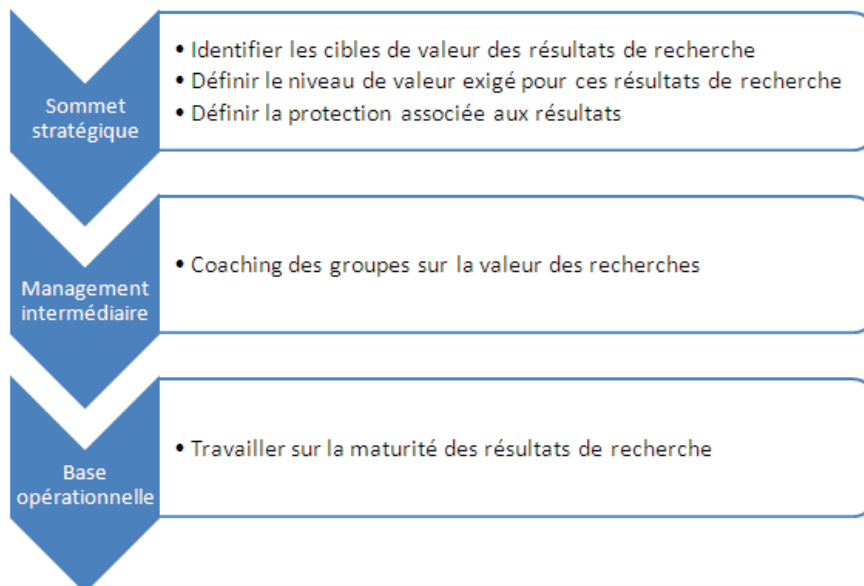 Sommet
stratégique
• Identifier les cibles de valeur des résultats de recherche
• Définir le niveau de valeur exigé pour ces résultats de recherche
• Définir la protection associée aux résultats
Management
intermédiaire
• Coaching des groupes sur la valeur des recherches
Base
opérationnelle
• Travailler sur la maturité des résultats de recherche